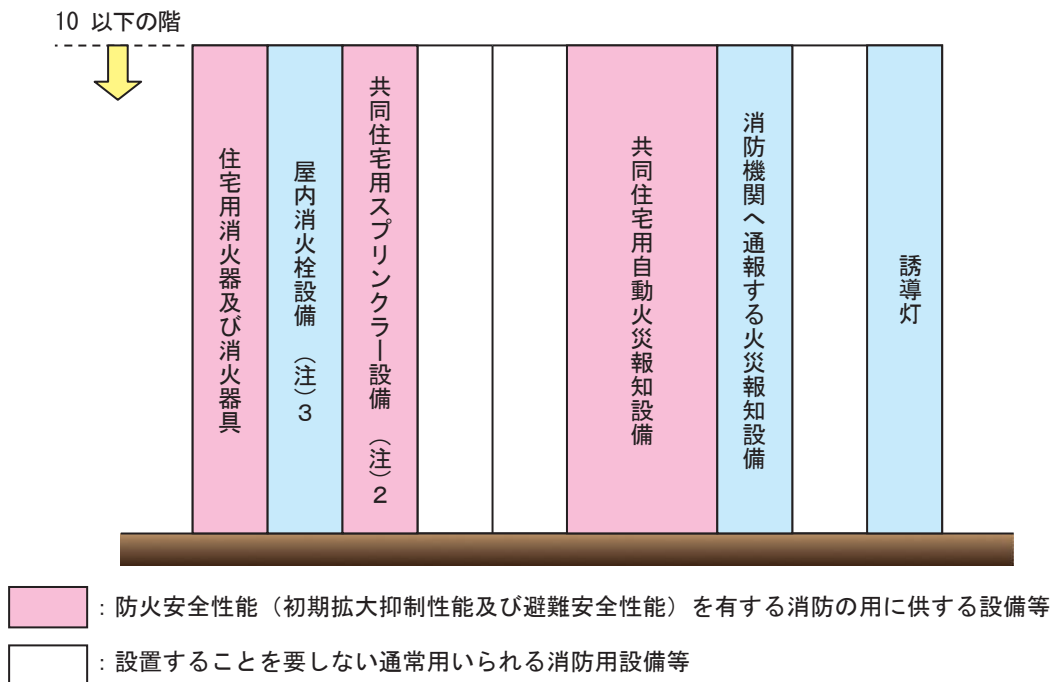 10 以下の階
住宅用消火器及び消火器具
屋内消火栓設備 （注）3
共同住宅用スプリンクラー設備 （注）2
共同住宅用自動火災報知設備
消防機関へ通報する火災報知設備
誘導灯
：防火安全性能（初期拡大抑制性能及び避難安全性能）を有する消防の用に供する設備等
：設置することを要しない通常用いられる消防用設備等